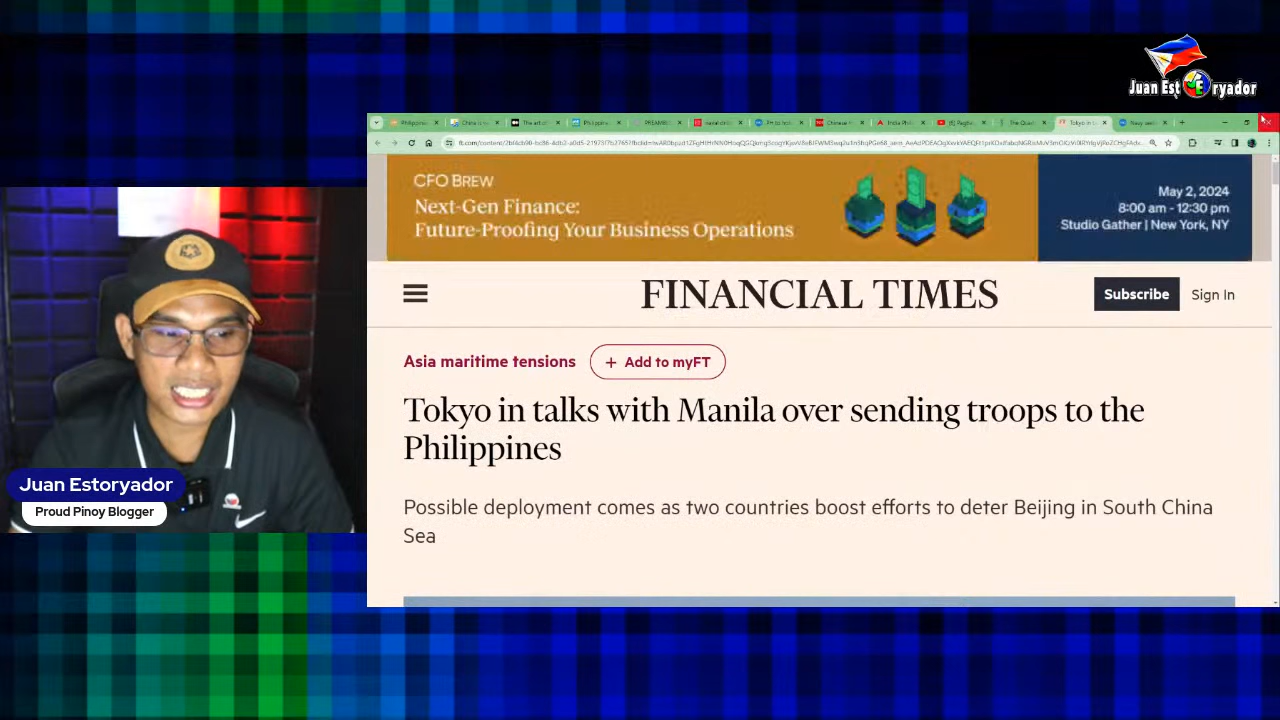 Juan Est ryador
CFO BREW
Next-Gen Finance:
Future-Proofing Your Business Operations
May 2, 2024
8:00 am - 12:30 pm
Studio Gather | New York, NY
FINANCIAL TIMES
Subscribe
Sign In
Asia maritime tensions
+ Add to myFT
Tokyo in talks with Manila over sending troops to the
Philippines
Possible deployment comes as two countries boost efforts to deter Beijing in South China
Sea
Juan Estoryador
Proud Pinoy Blogger